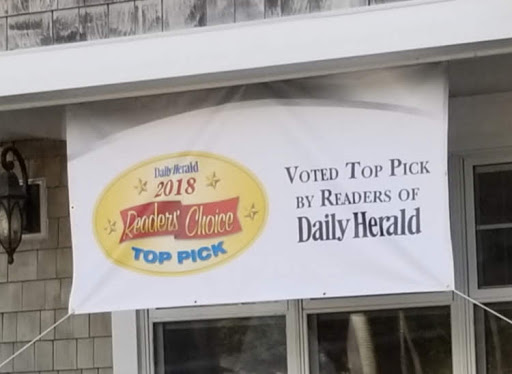 Daily Herald
2018
Readers' Choice
TOP PICK
VOTED TOP PICK
BY READERS OF
Daily Herald